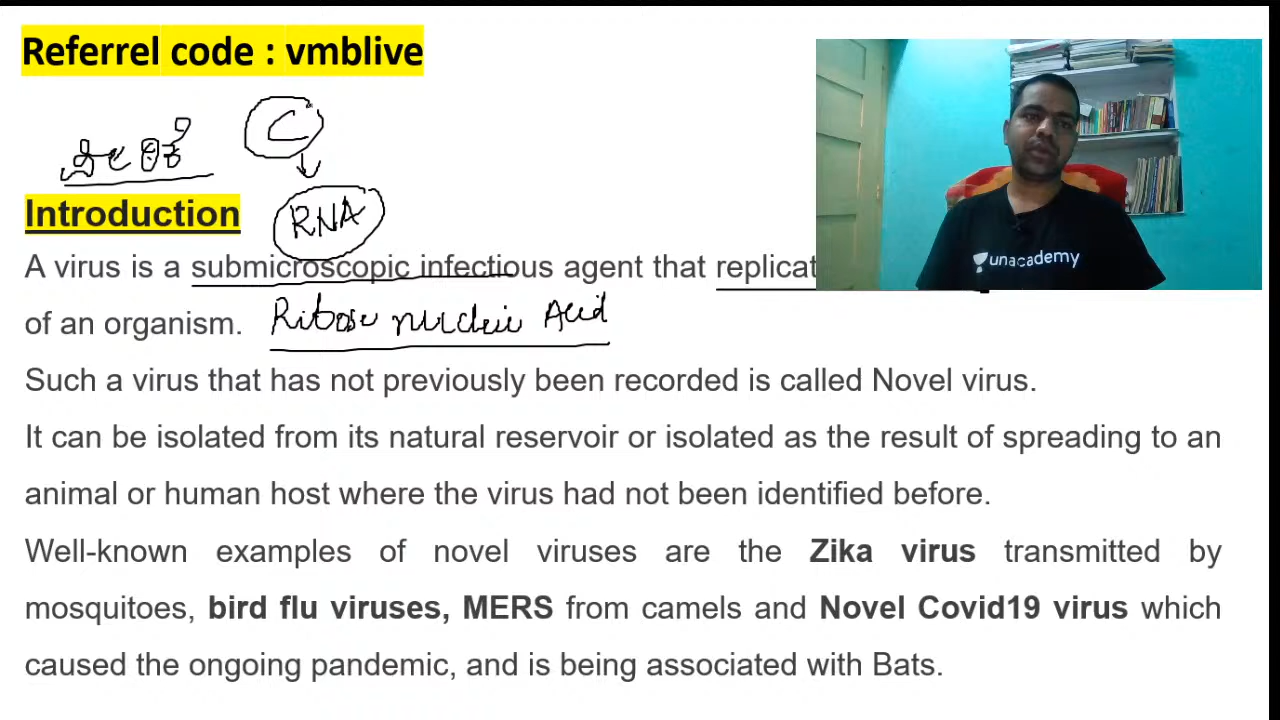 Referrel code : vmblive
C
RNA
Introduction
unacademy
A virus is a submicroscopic infectious agent that replicat
of an organism. Ribose nucleic Acid
Such a virus that has not previously been recorded is called Novel virus.
It can be isolated from its natural reservoir or isolated as the result of spreading to an
animal or human host where the virus had not been identified before.
Well-known examples of novel viruses are the Zika virus transmitted by
mosquitoes, bird flu viruses, MERS from camels and Novel Covid19 virus which
caused the ongoing pandemic, and is being associated with Bats.